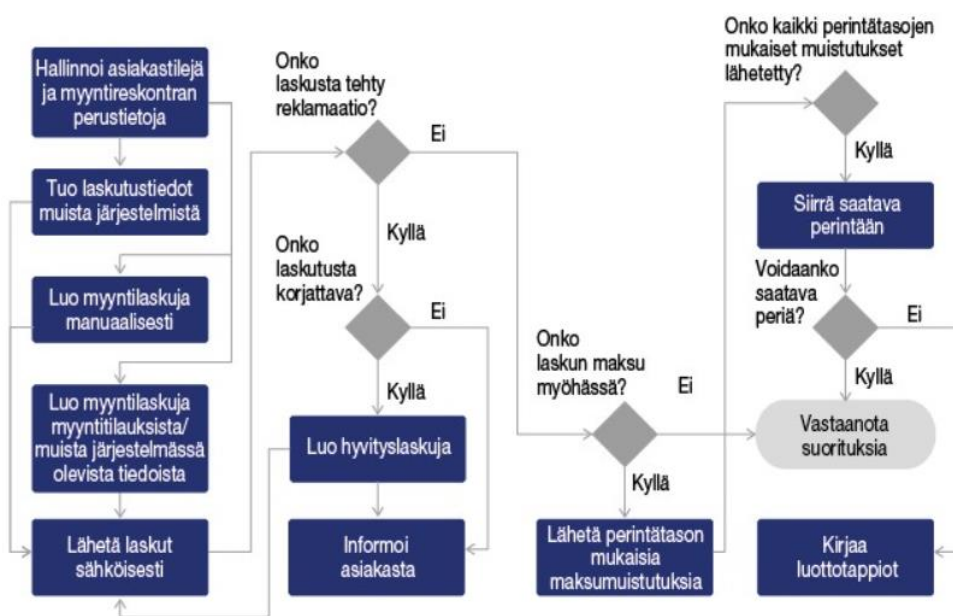 Hallinnoi asiakastilejä
ja myyntireskontran
perustietoja
Tuo laskutustiedot
muista järjestelmistä
Luo myyntilaskuja
manuaalisesti
Luo myyntilaskuja
myyntitilauksista/
muista järjestelmässä
olevista tiedoista
Lähetä laskut
sähköisesti
Onko
laskusta tehty
reklamaatio?
Ei
Kyllä
Onko
laskutusta
korjattava?
Ei
Kyllä
Luo hyvityslaskuja
Informoi
asiakasta
Onko
laskun maksu
myöhässä?
Ei
Kyllä
Lähetä perintätason
mukaisia
maksumuistutuksia
Onko kaikki perintätasojen
mukaiset muistutukset
lähetetty?
Kyllä
Siirrä saatava
perintään
Voidaanko
saatava
periä?
Ei
Kyllä
Vastaanota
suorituksia
Kirjaa
luottotappiot